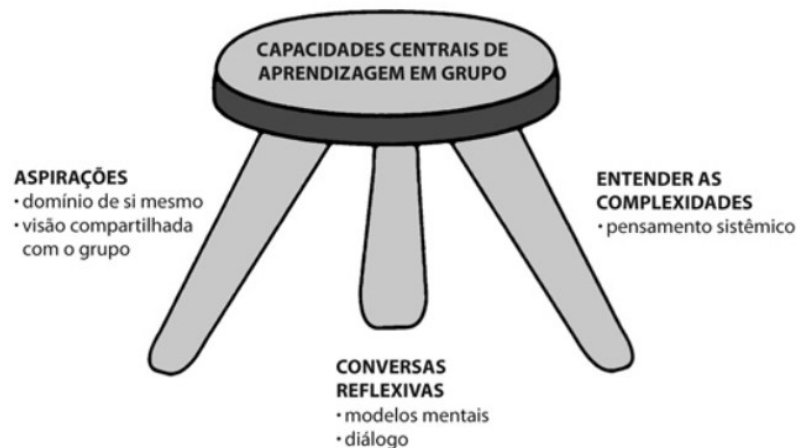 CAPACIDADES CENTRAIS DE
APRENDIZAGEM EM GRUPO
ASPIRAÇÕES
• domínio de si mesmo
• visão compartilhada
com o grupo
CONVERSAS
REFLEXIVAS
• modelos mentais
• diálogo
ENTENDER AS
COMPLEXIDADES
• pensamento sistêmico